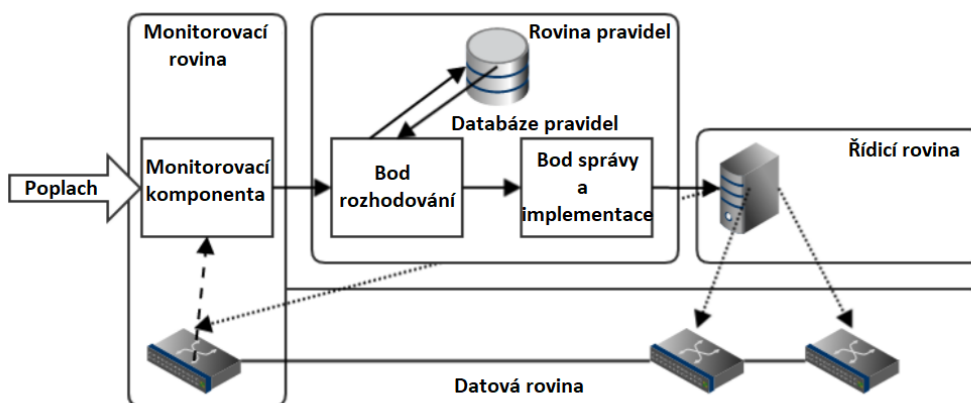 Monitorovací
rovina
Rovina pravidel
Databáze pravidel
Řídicí rovina
Poplach
Monitorovací
komponenta
Bod
rozhodování
Bod správy
a
implementace
Datová rovina